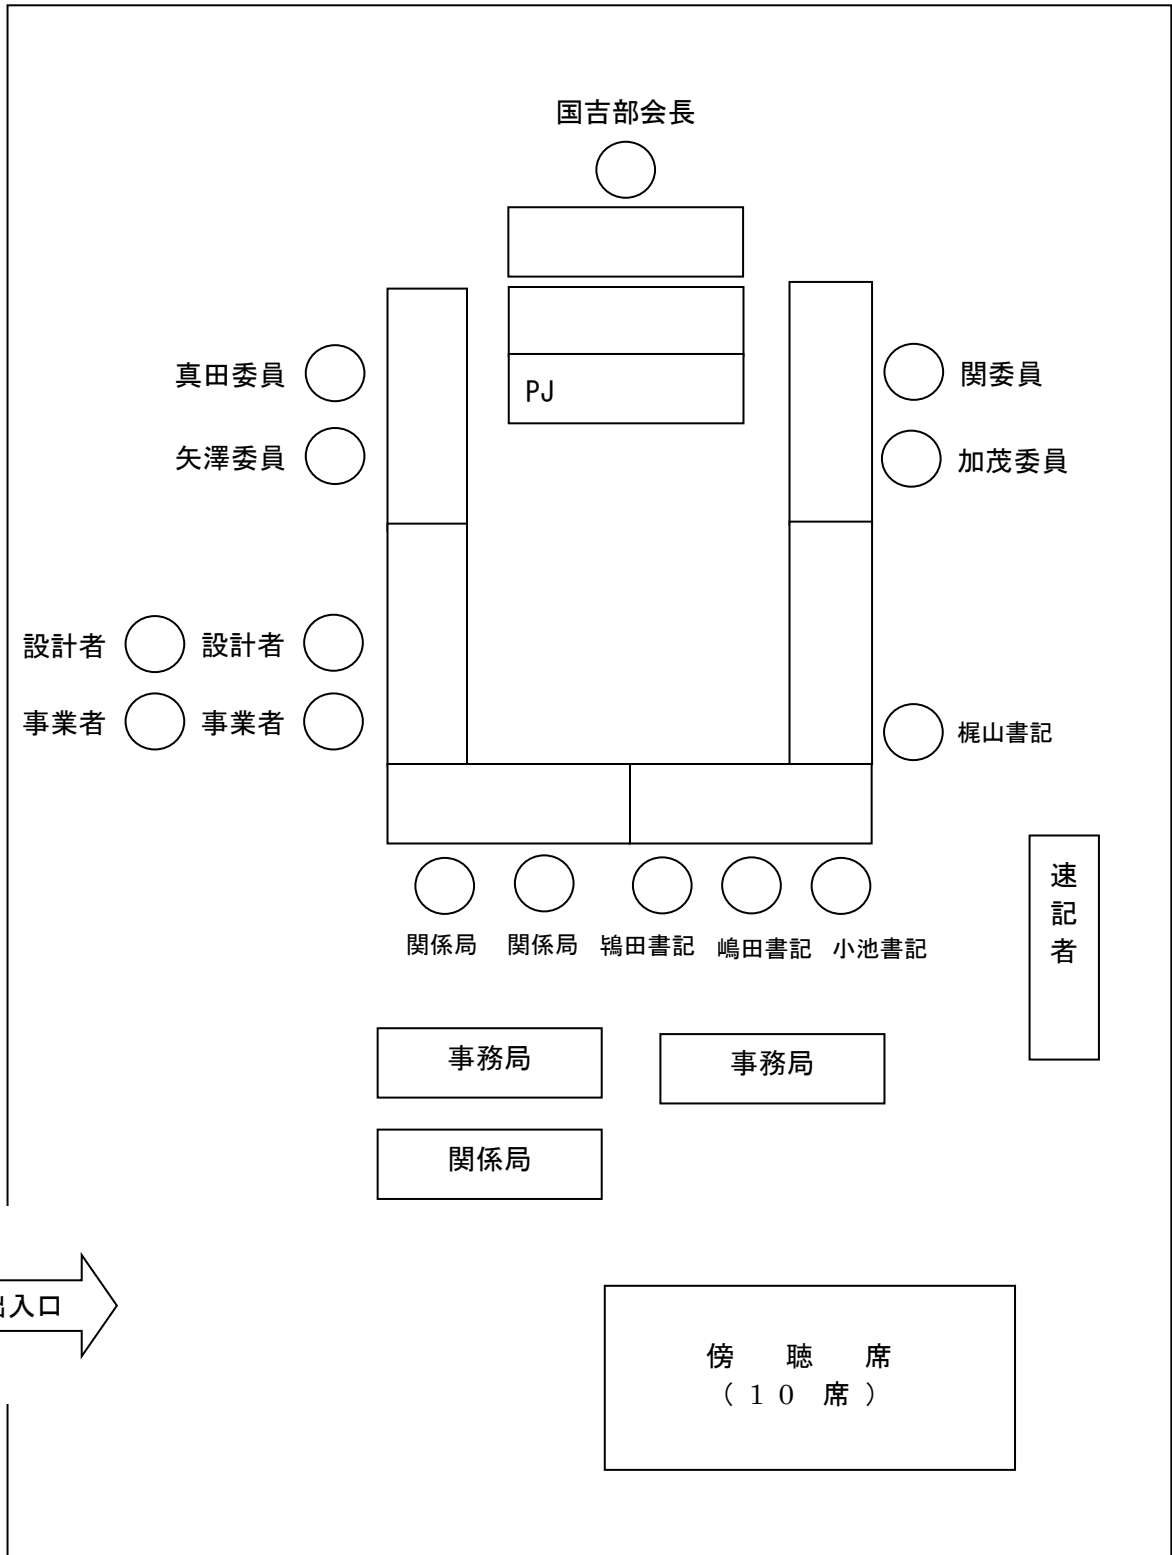 国吉部会長
PJ
真田委員
関委員
矢澤委員
加茂委員
設計者
設計者
事業者
事業者
梶山書記
速記者
関係局
関係局
鴇田書記
嶋田書記
小池書記
事務局
事務局
関係局
出入口
傍 聴 席
（10 席）